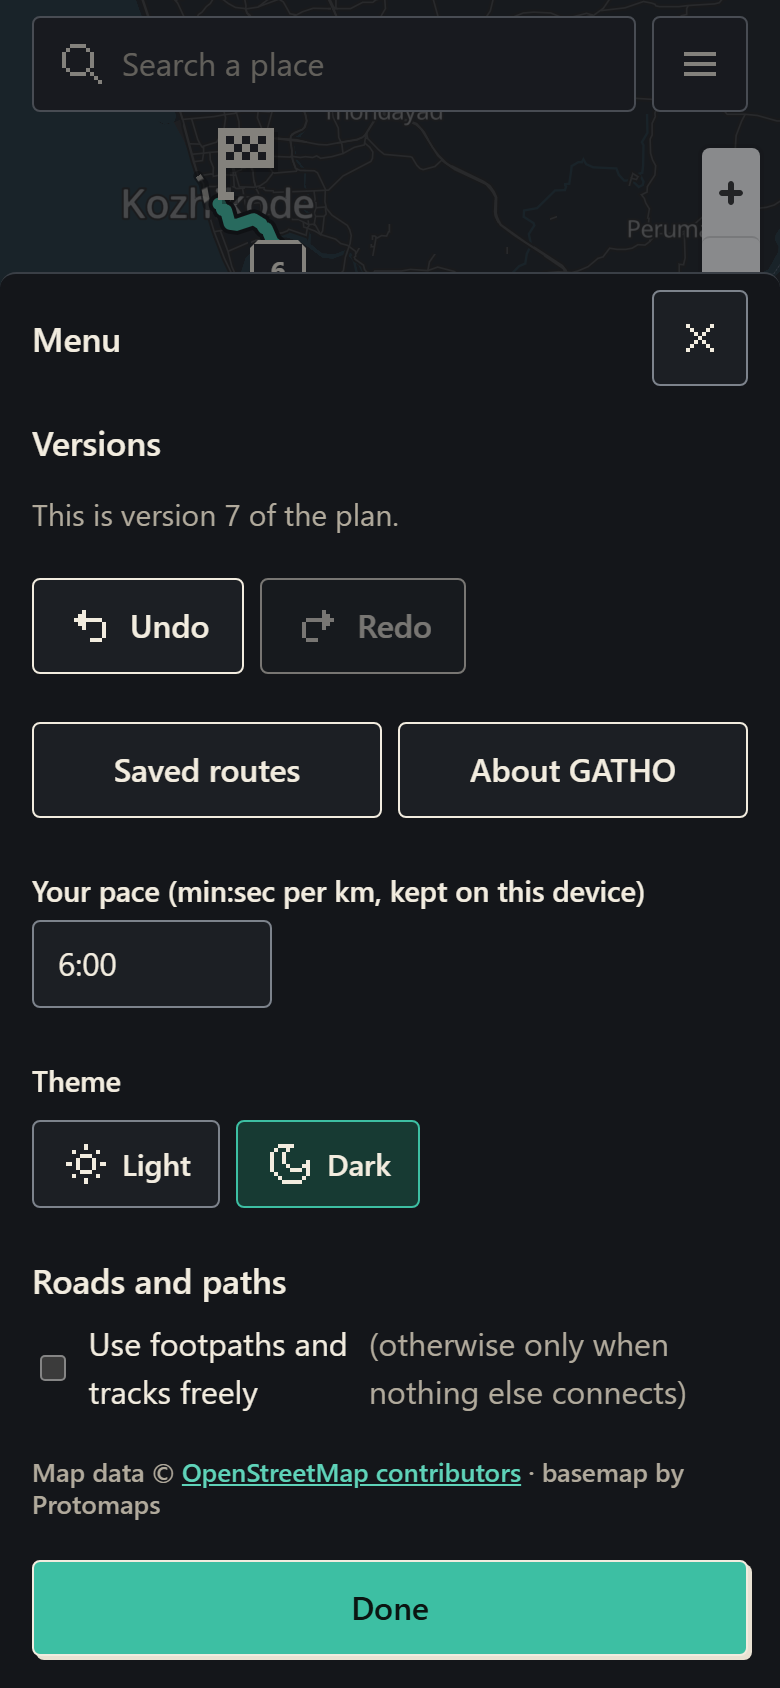 Search a place
Thondayad
Kozhikode
Perum
6
Menu
Versions
This is version 7 of the plan.
Undo
Redo
Saved routes
About GATHO
Your pace (min:sec per km, kept on this device)
6:00
Theme
Light
Dark
Roads and paths
Use footpaths and (otherwise only when
tracks freely nothing else connects)
Map data © OpenStreetMap contributors · basemap by
Protomaps
Done